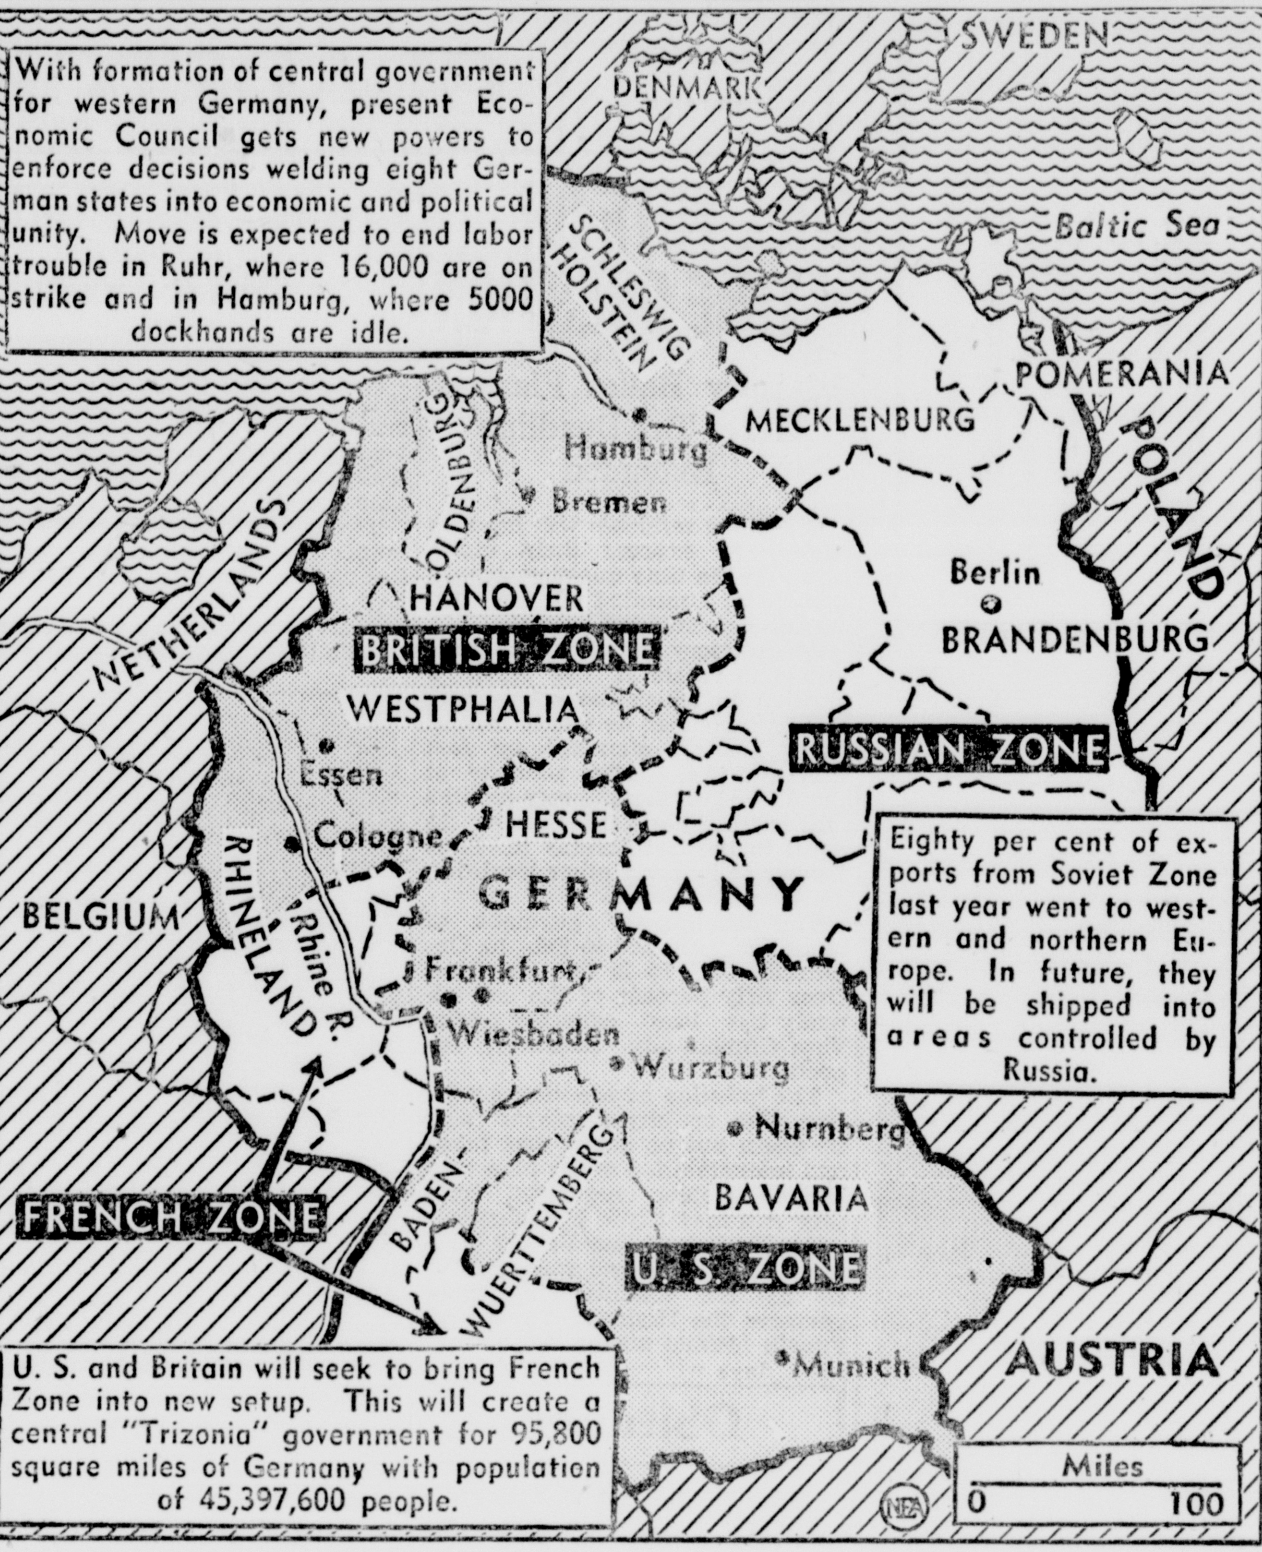 SWEDEN
DENMARK
With formation of central government
for western Germany, present Eco-
nomic Council gets new powers to
enforce decisions welding eight Ger-
man states into economic and political
unity. Move is expected to end labor
trouble in Ruhr, where 16,000 are on
strike and in Hamburg, where 5000
dockhands are idle.
Baltic Sea
SCHLESWIG
HOLSTEIN
POMERANIA
MECKLENBURG
POLAND
OLDENBURG
Hamburg
Bremen
NETHERLANDS
Berlin
HANOVER
BRANDENBURG
BRITISH ZONE
WESTPHALIA
RUSSIAN ZONE
Essen
HESSE
Cologne
RHINELAND
GERMANY
BELGIUM
Rhine R.
Eighty per cent of ex-
ports from Soviet Zone
last year went to west-
ern and northern Eu-
rope. In future, they
will be shipped into
areas controlled by
Russia.
Frankfurt
Wiesbaden
Wurzburg
Nurnberg
FRENCH ZONE
BADEN-
WUERTTEMBERG
BAVARIA
U. S. ZONE
Munich
AUSTRIA
U. S. and Britain will seek to bring French
Zone into new setup. This will create a
central "Trizonia" government for 95,800
square miles of Germany with population
of 45,397,600 people.
NEA
Miles
0 100